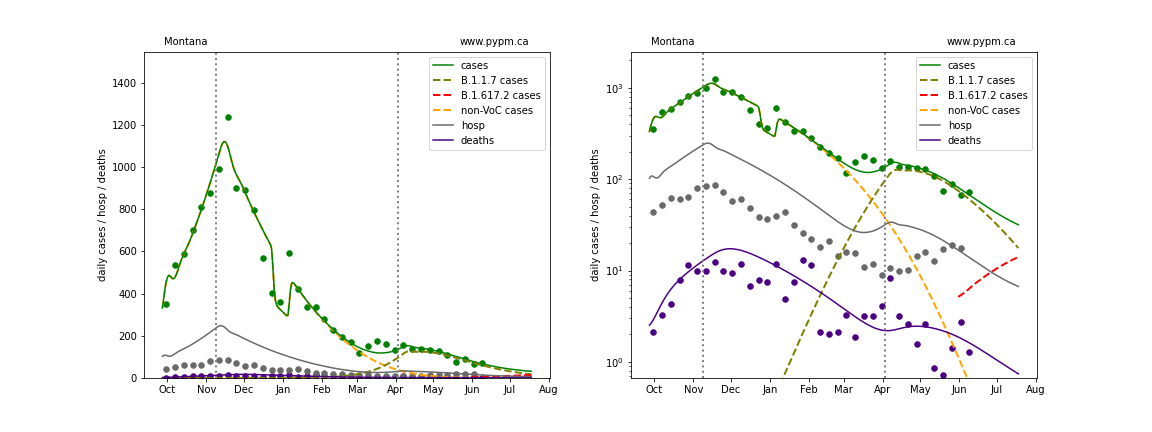 Montana www.pypm.ca
daily cases / hosp / deaths
1400
1200
1000
800
600
400
200
0
cases
B.1.1.7 cases
B.1.617.2 cases
non-VoC cases
hosp
deaths
Oct Nov Dec Jan Feb Mar Apr May Jun Jul Aug
Montana www.pypm.ca
daily cases / hosp / deaths
10³
10²
10¹
10⁰
cases
B.1.1.7 cases
B.1.617.2 cases
non-VoC cases
hosp
deaths
Oct Nov Dec Jan Feb Mar Apr May Jun Jul Aug